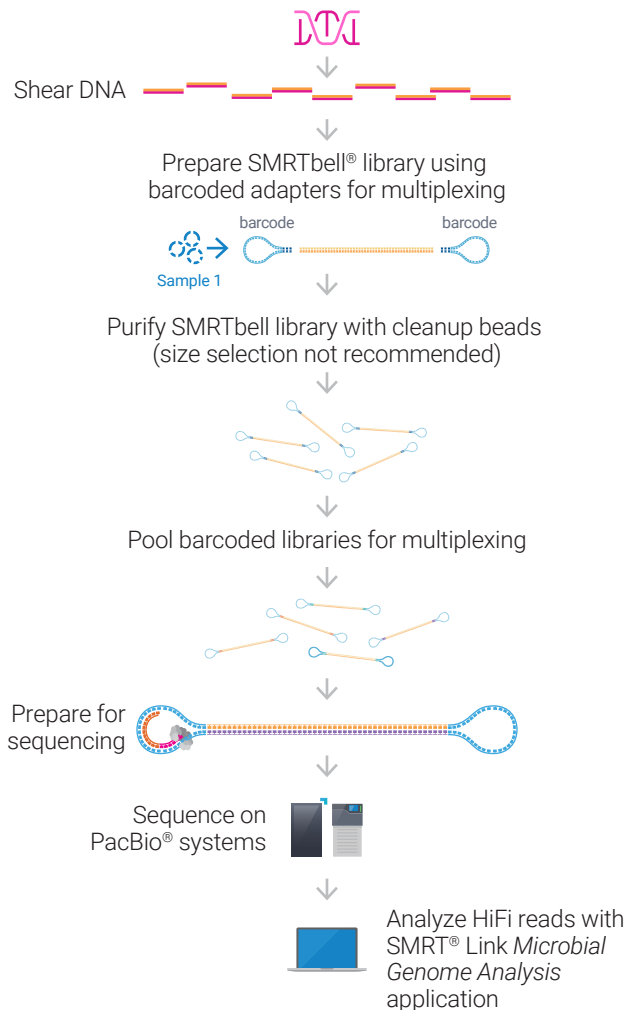 Shear DNA
Prepare SMRTbell® library using
barcoded adapters for multiplexing
barcode
barcode
Sample 1
Purify SMRTbell library with cleanup beads
(size selection not recommended)
Pool barcoded libraries for multiplexing
Prepare for
sequencing
Sequence on
PacBio® systems
Analyze HiFi reads with
SMRT® Link Microbial
Genome Analysis
application